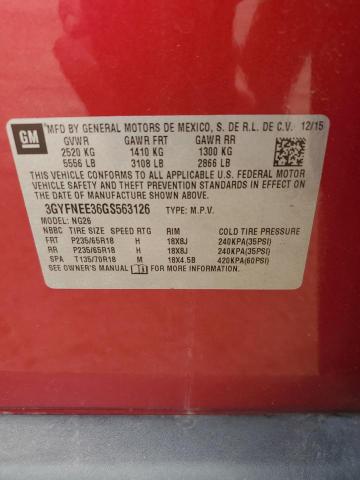 GM MFD BY GENERAL MOTORS DE MEXICO, S. DE R.L. DE C.V. 12/15
GVWR GAWR FRT GAWR RR
2520 KG 1410 KG 1300 KG
5556 LB 3108 LB 2866 LB
THIS VEHICLE CONFORMS TO ALL APPLICABLE U.S. FEDERAL MOTOR
VEHICLE SAFETY, BUMPER, AND THEFT PREVENTION STANDARDS IN
EFFECT ON THE DATE OF MANUFACTURE SHOWN ABOVE.
3GYFNEE36GS563126 TYPE: M.P.V.
MODEL: NG26
NBBC TIRE SIZE SPEED RTG RIM COLD TIRE PRESSURE
FRT P235/65R18 H 18X8J 240KPA(35PSI)
RR P235/65R18 H 18X8J 240KPA(35PSI)
SPA T135/70R18 M 18X4.5B 420KPA(60PSI)
SEE OWNER'S MANUAL FOR ADDITIONAL INFORMATION.